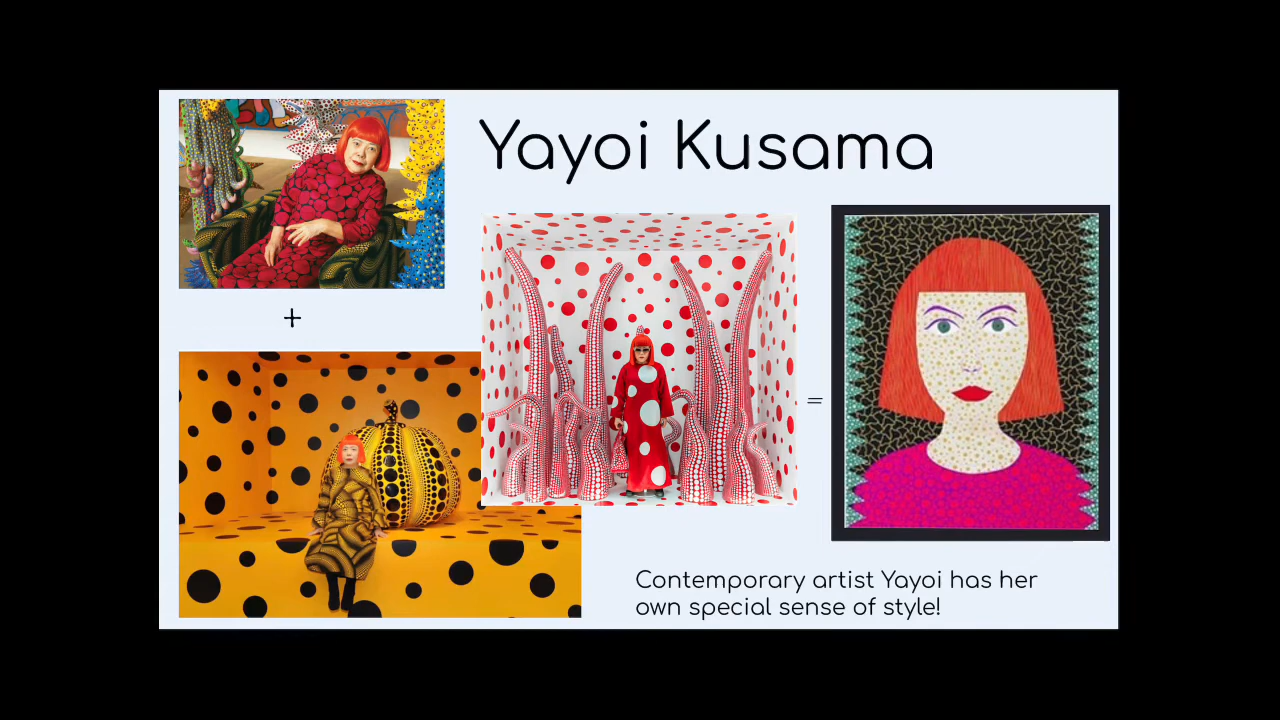 Yayoi Kusama
+
=
Contemporary artist Yayoi has her
own special sense of style!